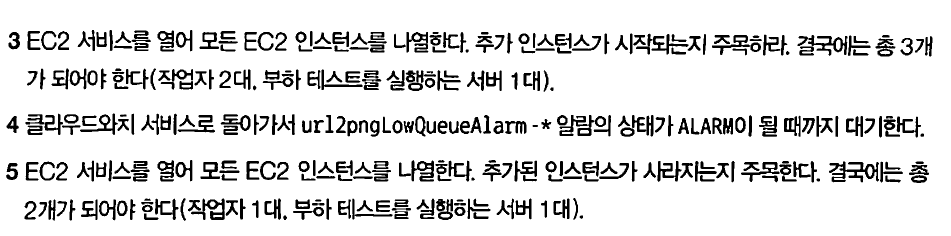 3 EC2 서비스를 열어 모든 EC2 인스턴스를 나열한다. 추가 인스턴스가 시작되는지 주목하라. 결국에는 총 3개
가 되어야 한다(작업자 2대, 부하 테스트를 실행하는 서버 1대).
4 클라우드와치 서비스로 돌아가서 url2pngLowQueueAlarm-* 알람의 상태가 ALARM이 될 때까지 대기한다.
5 EC2 서비스를 열어 모든 EC2 인스턴스를 나열한다. 추가된 인스턴스가 사라지는지 주목한다. 결국에는 총
2개가 되어야 한다(작업자 1대, 부하 테스트를 실행하는 서버 1대).